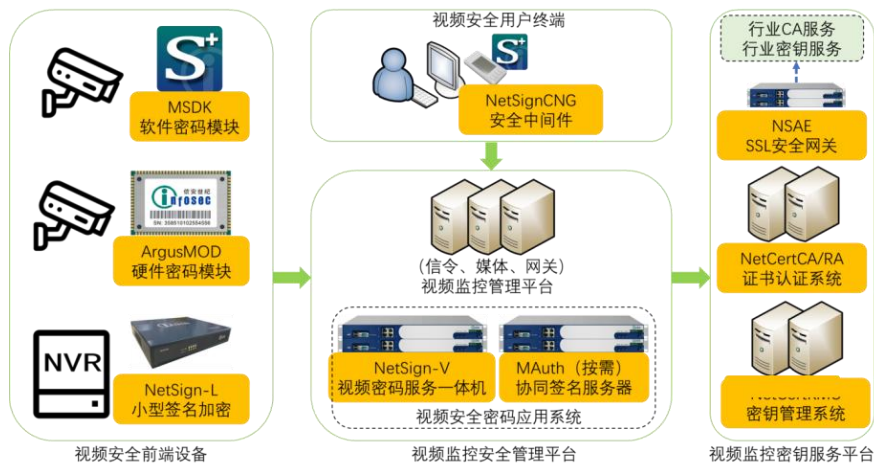 S+
MSDK
软件密码模块
信安世纪
infosec
SN: 358510102554556
ArgusMOD
硬件密码模块
NVR
NetSign-L
小型签名加密
视频安全前端设备
视频安全用户终端
S+
NetSignCNG
安全中间件
(信令、媒体、网关)
视频监控管理平台
NetSign-V
视频密码服务一体机
MAuth（按需）
协同签名服务器
视频安全密码应用系统
视频监控安全管理平台
行业CA服务
行业密钥服务
NSAE
SSL安全网关
NetCertCA/RA
证书认证系统
密钥管理系统
视频监控密钥服务平台